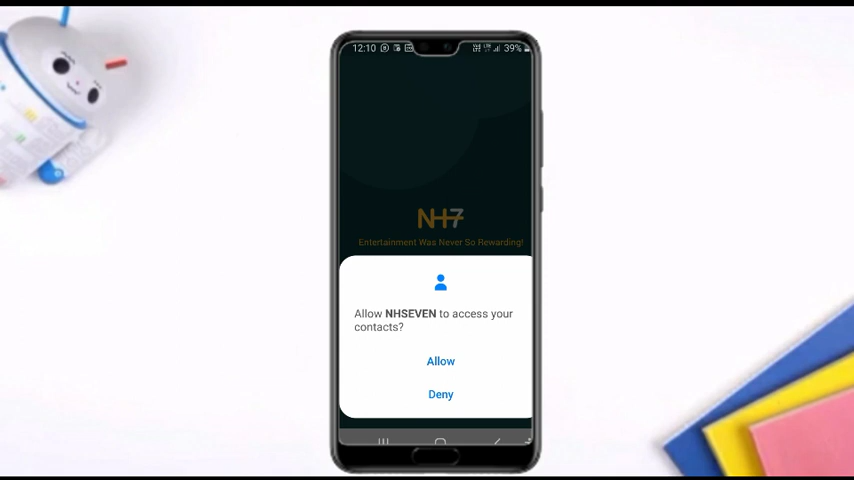 12:10
39%
NH7
Entertainment Was Never So Rewarding!
Allow NHSEVEN to access your
contacts?
Allow
Deny